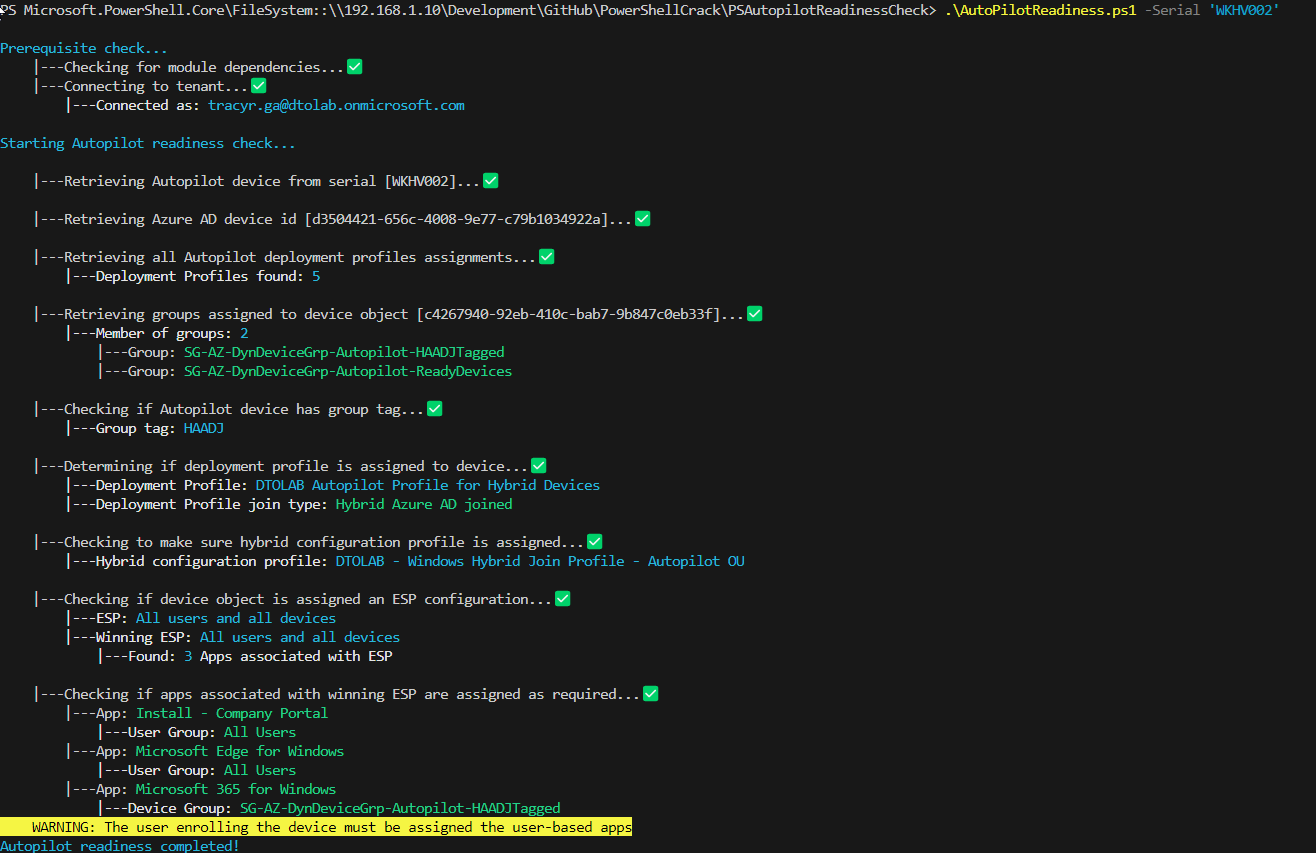 PS Microsoft.PowerShell.Core\FileSystem::\\192.168.1.10\Development\GitHub\PowerShellCrack\PSAutopilotReadinessCheck> .\AutoPilotReadiness.ps1 -Serial 'WKHV002'
Prerequisite check...
|---Checking for module dependencies...✅
|---Connecting to tenant...✅
|---Connected as: tracyr.ga@dtolab.onmicrosoft.com
Starting Autopilot readiness check...
|---Retrieving Autopilot device from serial [WKHV002]...✅
|---Retrieving Azure AD device id [d3504421-656c-4008-9e77-c79b1034922a]...✅
|---Retrieving all Autopilot deployment profiles assignments...✅
|---Deployment Profiles found: 5
|---Retrieving groups assigned to device object [c4267940-92eb-410c-bab7-9b847c0eb33f]...✅
|---Member of groups: 2
|---Group: SG-AZ-DynDeviceGrp-Autopilot-HAADJTagged
|---Group: SG-AZ-DynDeviceGrp-Autopilot-ReadyDevices
|---Checking if Autopilot device has group tag...✅
|---Group tag: HAADJ
|---Determining if deployment profile is assigned to device...✅
|---Deployment Profile: DTOLAB Autopilot Profile for Hybrid Devices
|---Deployment Profile join type: Hybrid Azure AD joined
|---Checking to make sure hybrid configuration profile is assigned...✅
|---Hybrid configuration profile: DTOLAB - Windows Hybrid Join Profile - Autopilot OU
|---Checking if device object is assigned an ESP configuration...✅
|---ESP: All users and all devices
|---Winning ESP: All users and all devices
|---Found: 3 Apps associated with ESP
|---Checking if apps associated with winning ESP are assigned as required...✅
|---App: Install - Company Portal
|---User Group: All Users
|---App: Microsoft Edge for Windows
|---User Group: All Users
|---App: Microsoft 365 for Windows
|---Device Group: SG-AZ-DynDeviceGrp-Autopilot-HAADJTagged
WARNING: The user enrolling the device must be assigned the user-based apps
Autopilot readiness completed!